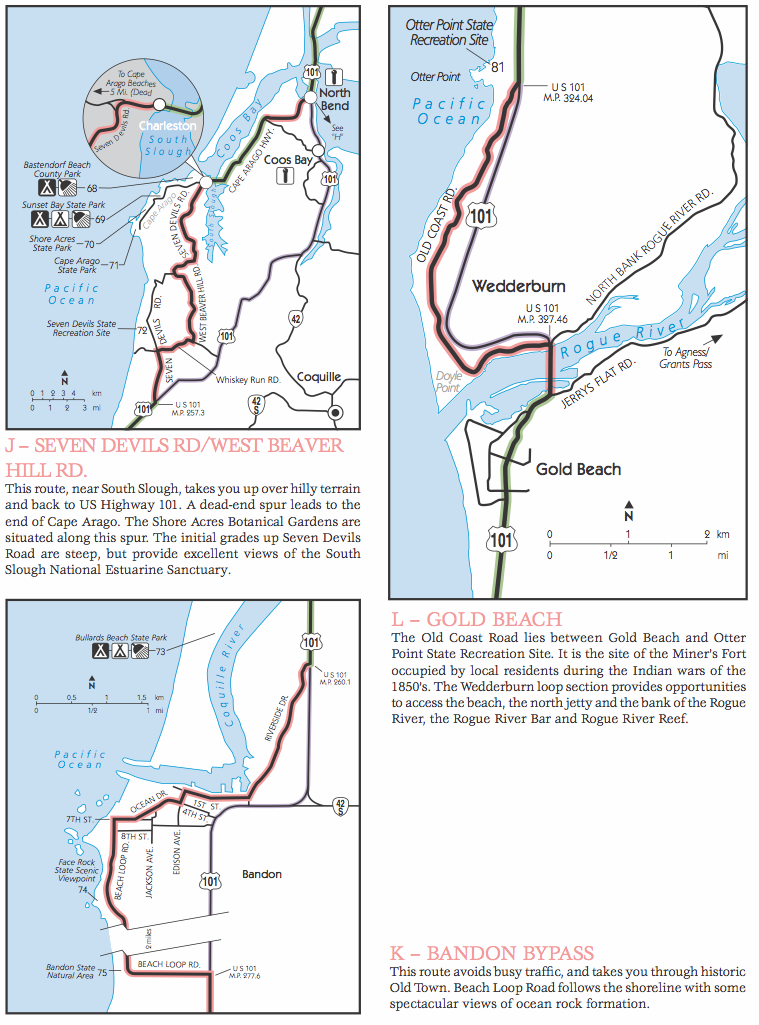 To Cape
Arago Beaches
5 Mi. (Dead)
Seven Devils Rd.
Charleston
South
Slough
Coos Bay
101
North
Bend
See
"H"
CAPE ARAGO HWY.
Coos Bay
101
Bastendorf Beach
County Park
68
Sunset Bay State Park
69
Shore Acres
State Park
70
Cape Arago
State Park
71
Cape Arago
SEVEN DEVILS RD.
South Slough
Pacific
Ocean
WEST BEAVER HILL RD.
Seven Devils State
Recreation Site
72
SEVEN DEVILS RD.
101
42
Whiskey Run RD.
Coquille
42
S
N
0 1 2 3 4 km
0 1 2 3 mi
101
U S 101
M.P. 257.3
J – SEVEN DEVILS RD/WEST BEAVER
HILL RD.
This route, near South Slough, takes you up over hilly terrain
and back to US Highway 101. A dead-end spur leads to the
end of Cape Arago. The Shore Acres Botanical Gardens are
situated along this spur. The initial grades up Seven Devils
Road are steep, but provide excellent views of the South
Slough National Estuarine Sanctuary.
Bullards Beach State Park
73
N
0 0.5 1 1.5 km
0 1/2 1 mi
Coquille River
101
U S 101
M.P. 260.1
RIVERSIDE DR.
Pacific
Ocean
OCEAN DR.
1ST ST.
4TH ST.
42
S
7TH ST.
8TH ST.
BEACH LOOP RD.
JACKSON AVE.
EDISON AVE.
Face Rock
State Scenic
Viewpoint
74
101
Bandon
2 miles
Bandon State
Natural Area
75
BEACH LOOP RD.
U S 101
M.P. 277.6
Otter Point State
Recreation Site
81
Otter Point
U S 101
M.P. 324.04
Pacific
Ocean
OLD COAST RD.
101
Wedderburn
NORTH BANK ROGUE RIVER RD.
U S 101
M.P. 327.46
Rogue River
To Agness/
Grants Pass
Doyle
Point
JERRYS FLAT RD.
Gold Beach
N
101
0 1 2 km
0 1/2 1 mi
L – GOLD BEACH
The Old Coast Road lies between Gold Beach and Otter
Point State Recreation Site. It is the site of the Miner's Fort
occupied by local residents during the Indian wars of the
1850's. The Wedderburn loop section provides opportunities
to access the beach, the north jetty and the bank of the Rogue
River, the Rogue River Bar and Rogue River Reef.
K – BANDON BYPASS
This route avoids busy traffic, and takes you through historic
Old Town. Beach Loop Road follows the shoreline with some
spectacular views of ocean rock formation.